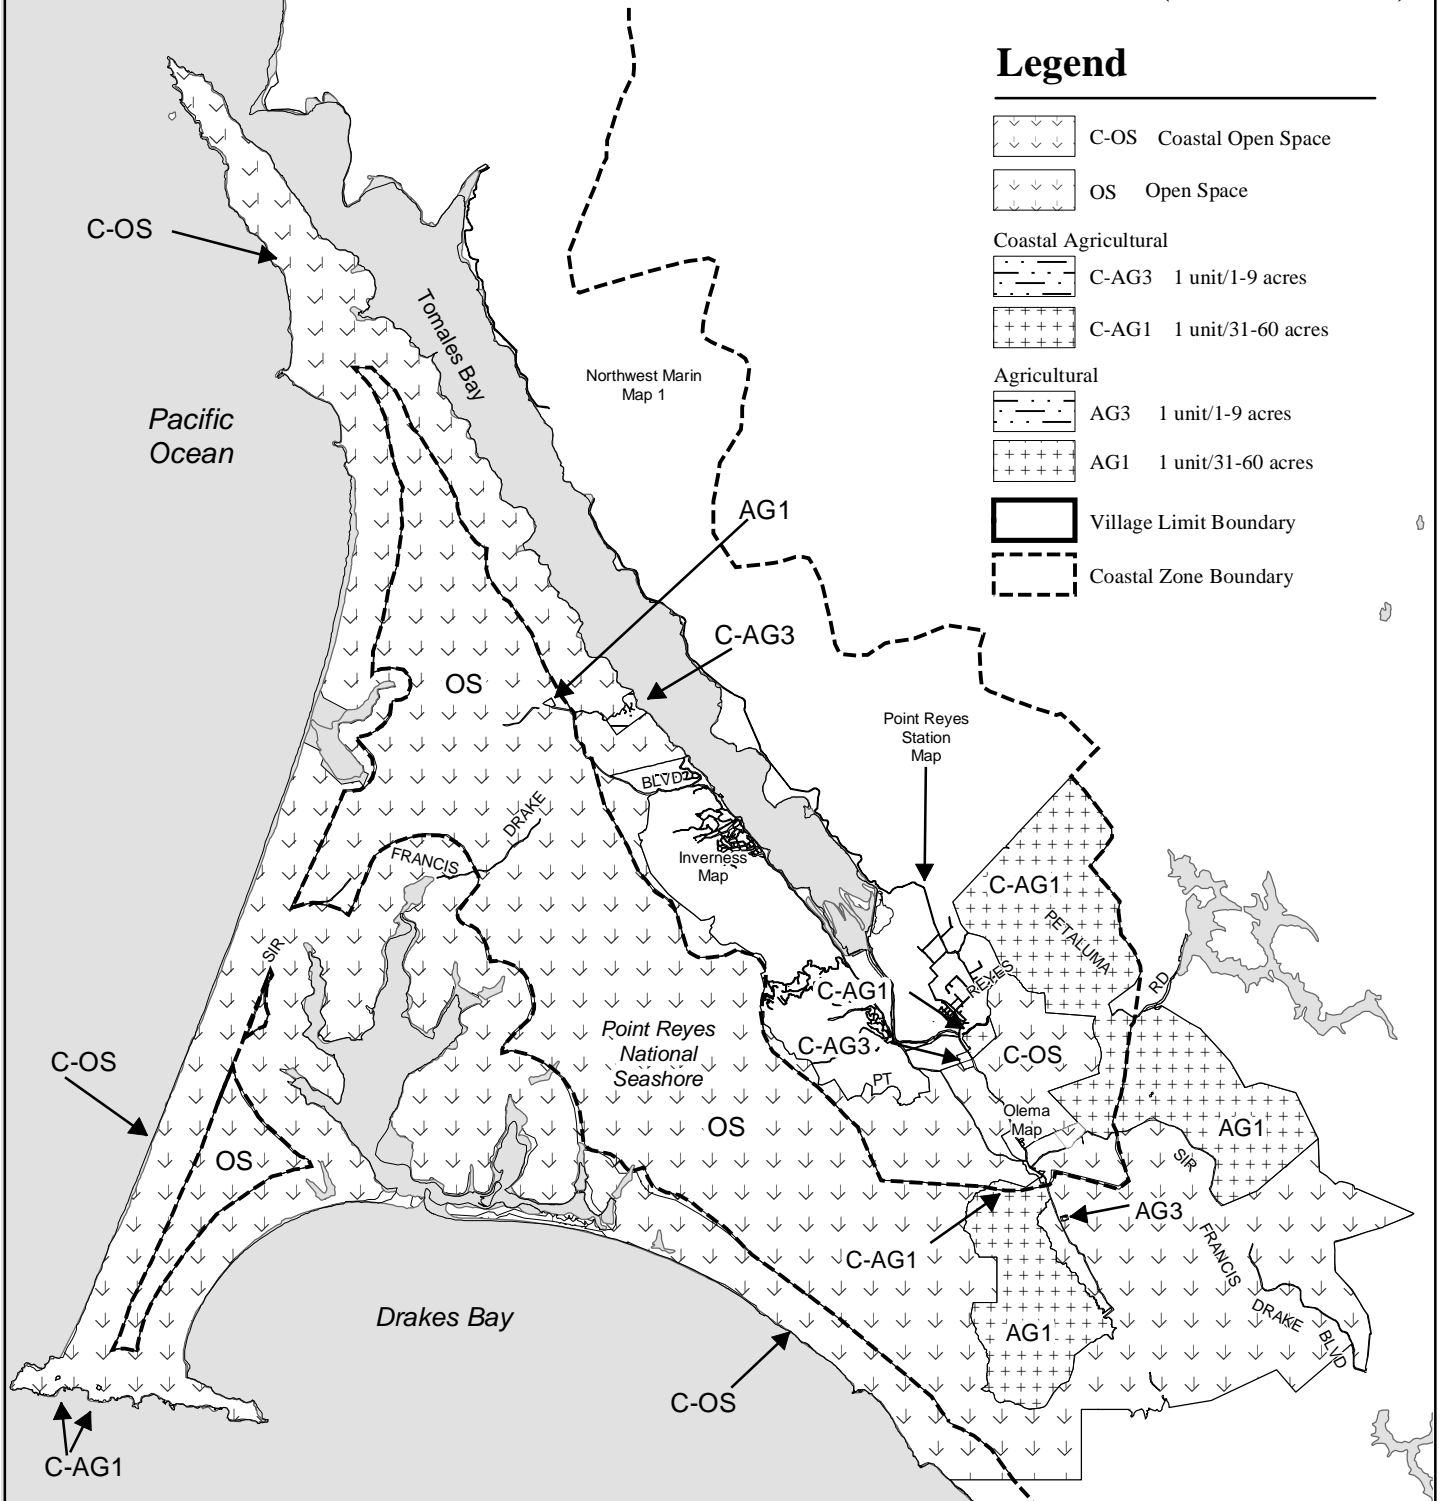 Legend
C-OS Coastal Open Space
OS Open Space
Coastal Agricultural
C-AG3 1 unit/1-9 acres
C-AG1 1 unit/31-60 acres
Agricultural
AG3 1 unit/1-9 acres
AG1 1 unit/31-60 acres
Village Limit Boundary
Coastal Zone Boundary
C-OS
Tomales Bay
Northwest Marin
Map 1
Pacific
Ocean
AG1
C-AG3
OS
Point Reyes
Station
Map
BLVD
DRAKE
FRANCIS
SIR
Inverness
Map
C-AG1
PETALUMA
REYES
RD
C-AG1
C-AG3
PT
C-OS
Point Reyes
National
Seashore
OS
Olema
Map
C-OS
OS
AG1
SIR
AG3
FRANCIS
DRAKE
BLVD
C-AG1
AG1
Drakes Bay
C-OS
C-AG1